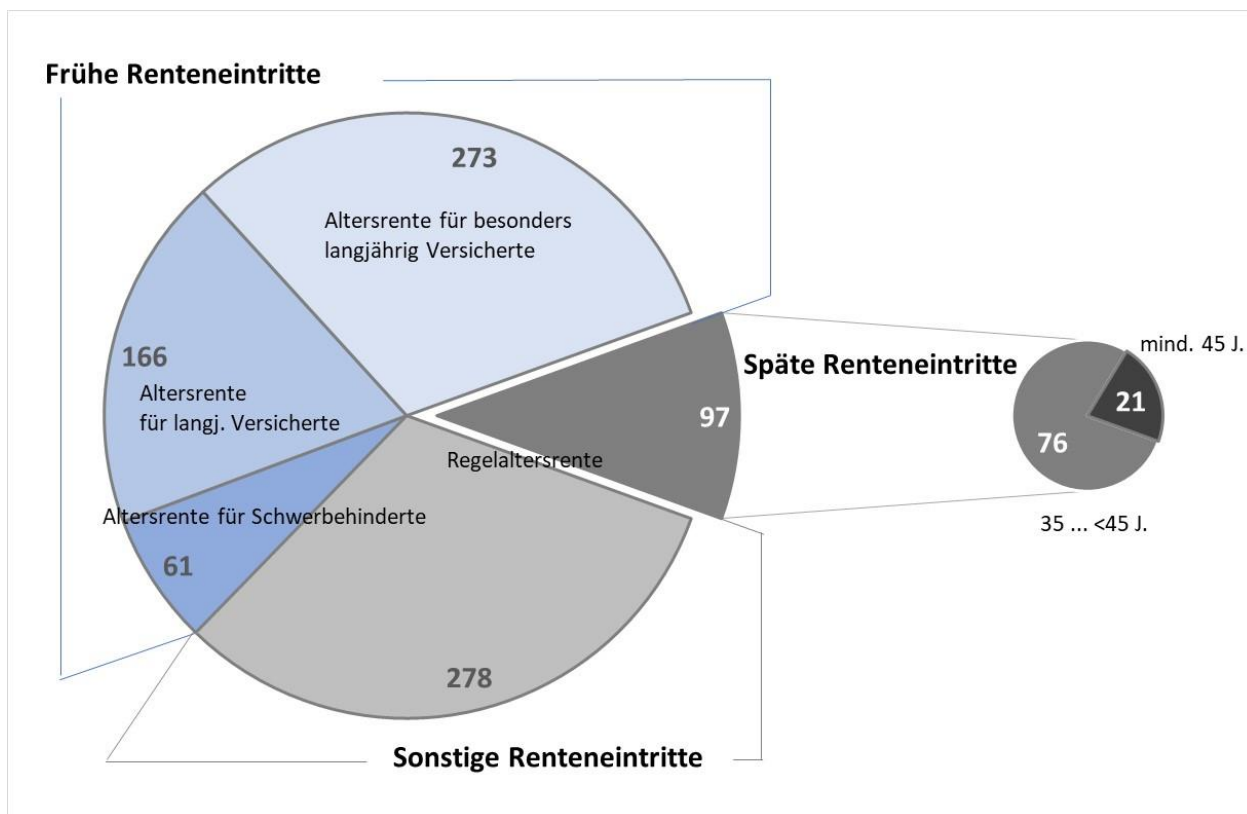 Frühe Renteneintritte
273
Altersrente für besonders
langjährig Versicherte
166
Altersrente
für langj. Versicherte
Altersrente für Schwerbehinderte
61
Späte Renteneintritte
97
Regelaltersrente
278
Sonstige Renteneintritte
mind. 45 J.
21
76
35 ... <45 J.